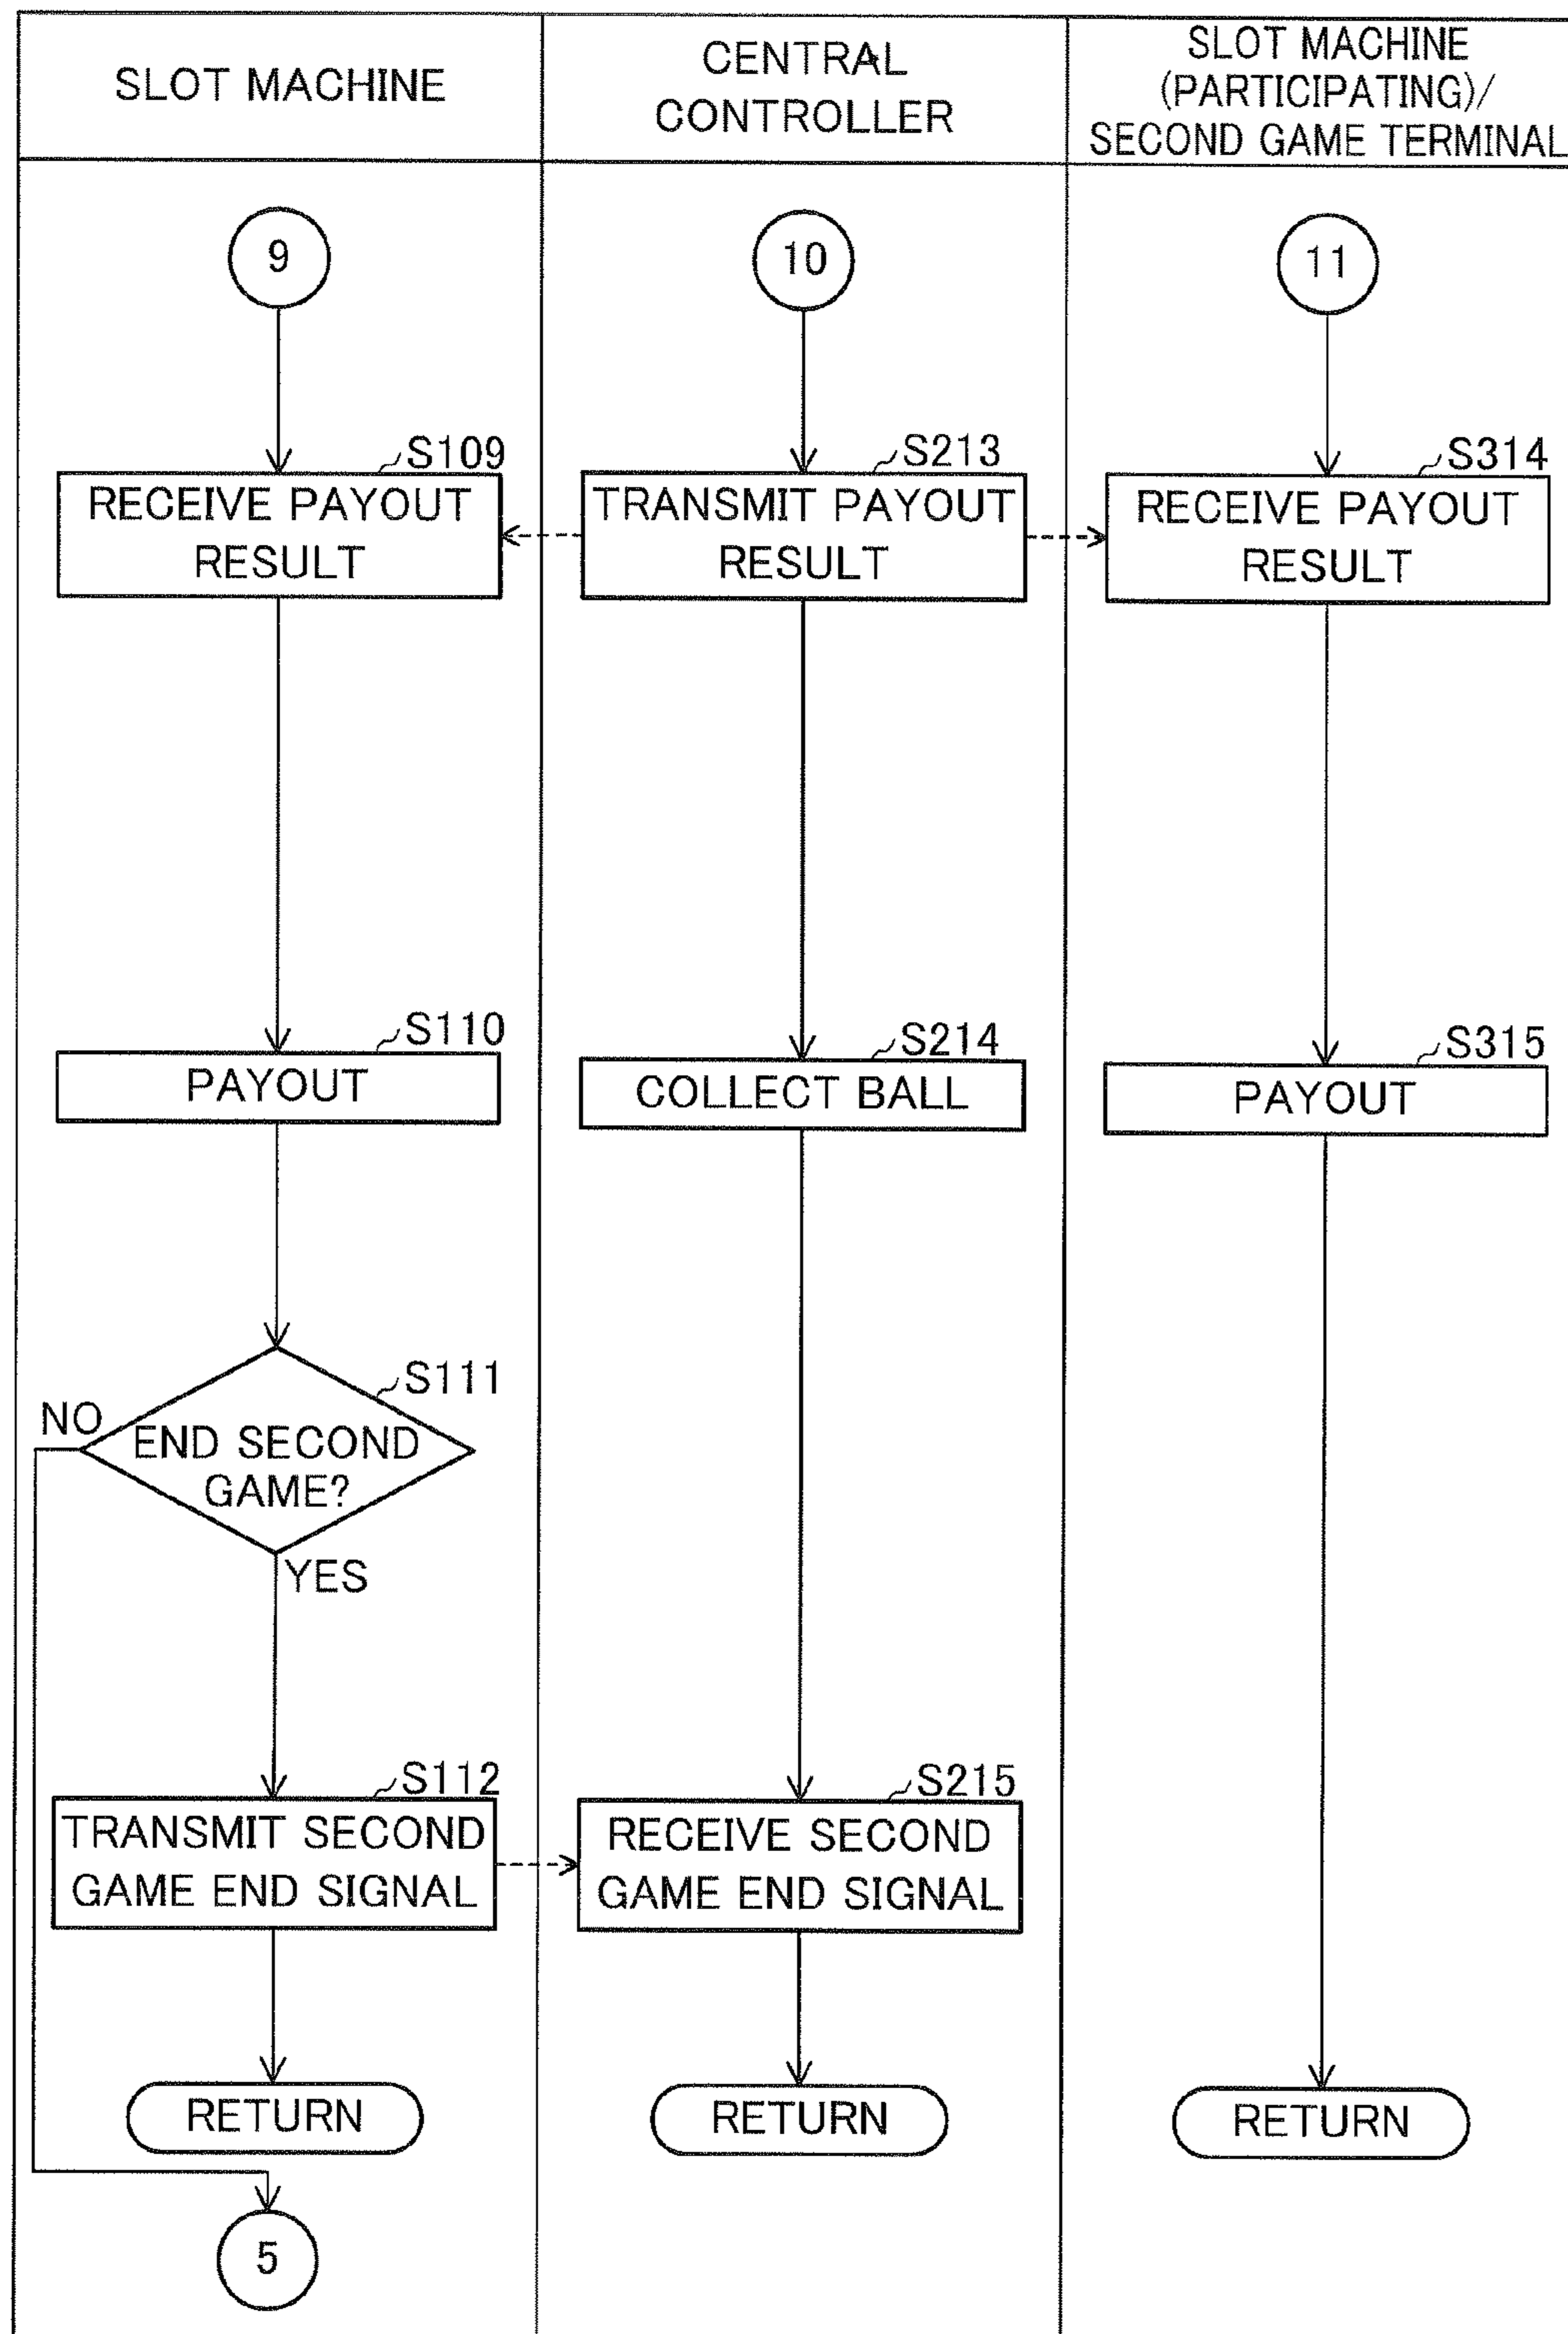 SLOT MACHINE
CENTRAL
CONTROLLER
SLOT MACHINE
(PARTICIPATING)/
SECOND GAME TERMINAL
9
10
11
S109
RECEIVE PAYOUT
RESULT
S213
TRANSMIT PAYOUT
RESULT
S314
RECEIVE PAYOUT
RESULT
S110
PAYOUT
S214
COLLECT BALL
S315
PAYOUT
S111
NO
END SECOND
GAME?
YES
S112
TRANSMIT SECOND
GAME END SIGNAL
S215
RECEIVE SECOND
GAME END SIGNAL
RETURN
RETURN
RETURN
5